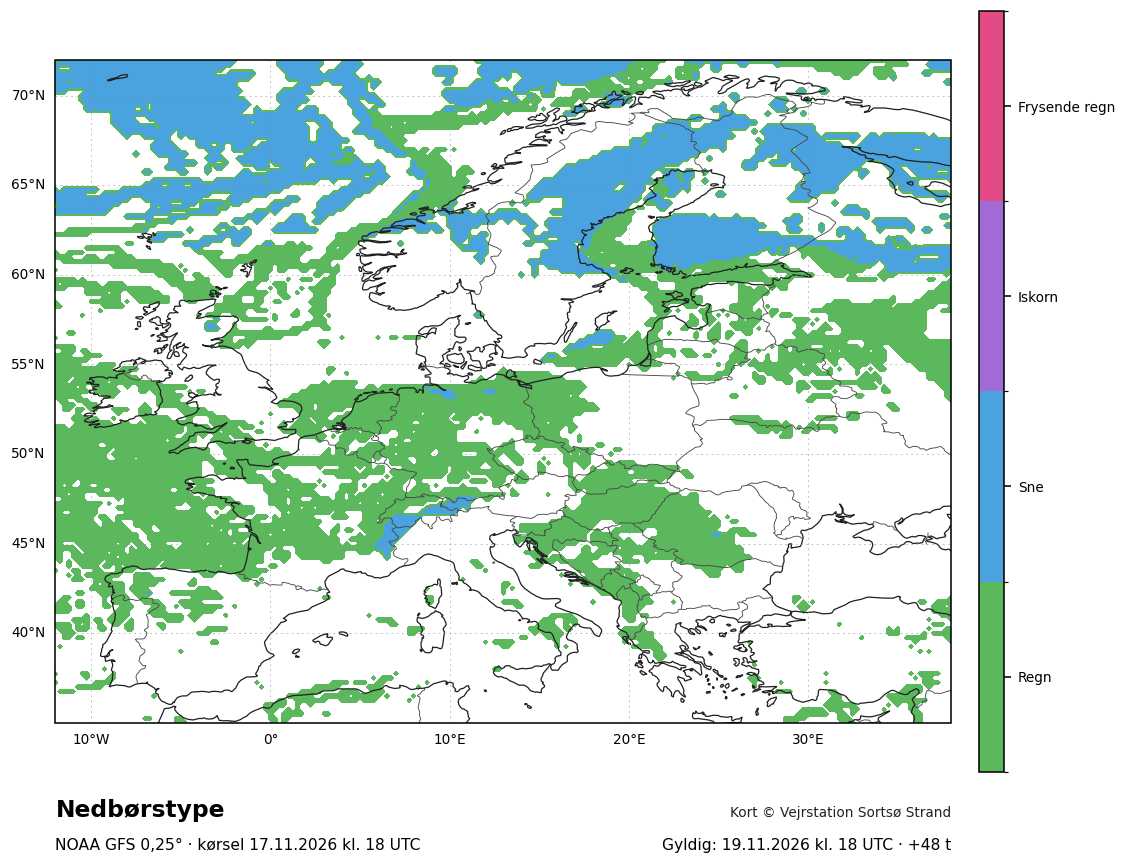 70°N
65°N
60°N
55°N
50°N
45°N
40°N
10°W
0°
10°E
20°E
30°E
Frysende regn
Iskorn
Sne
Regn
Nedbørstype
Kort © Vejrstation Sortsø Strand
NOAA GFS 0,25° · kørsel 17.11.2026 kl. 18 UTC
Gyldig: 19.11.2026 kl. 18 UTC · +48 t